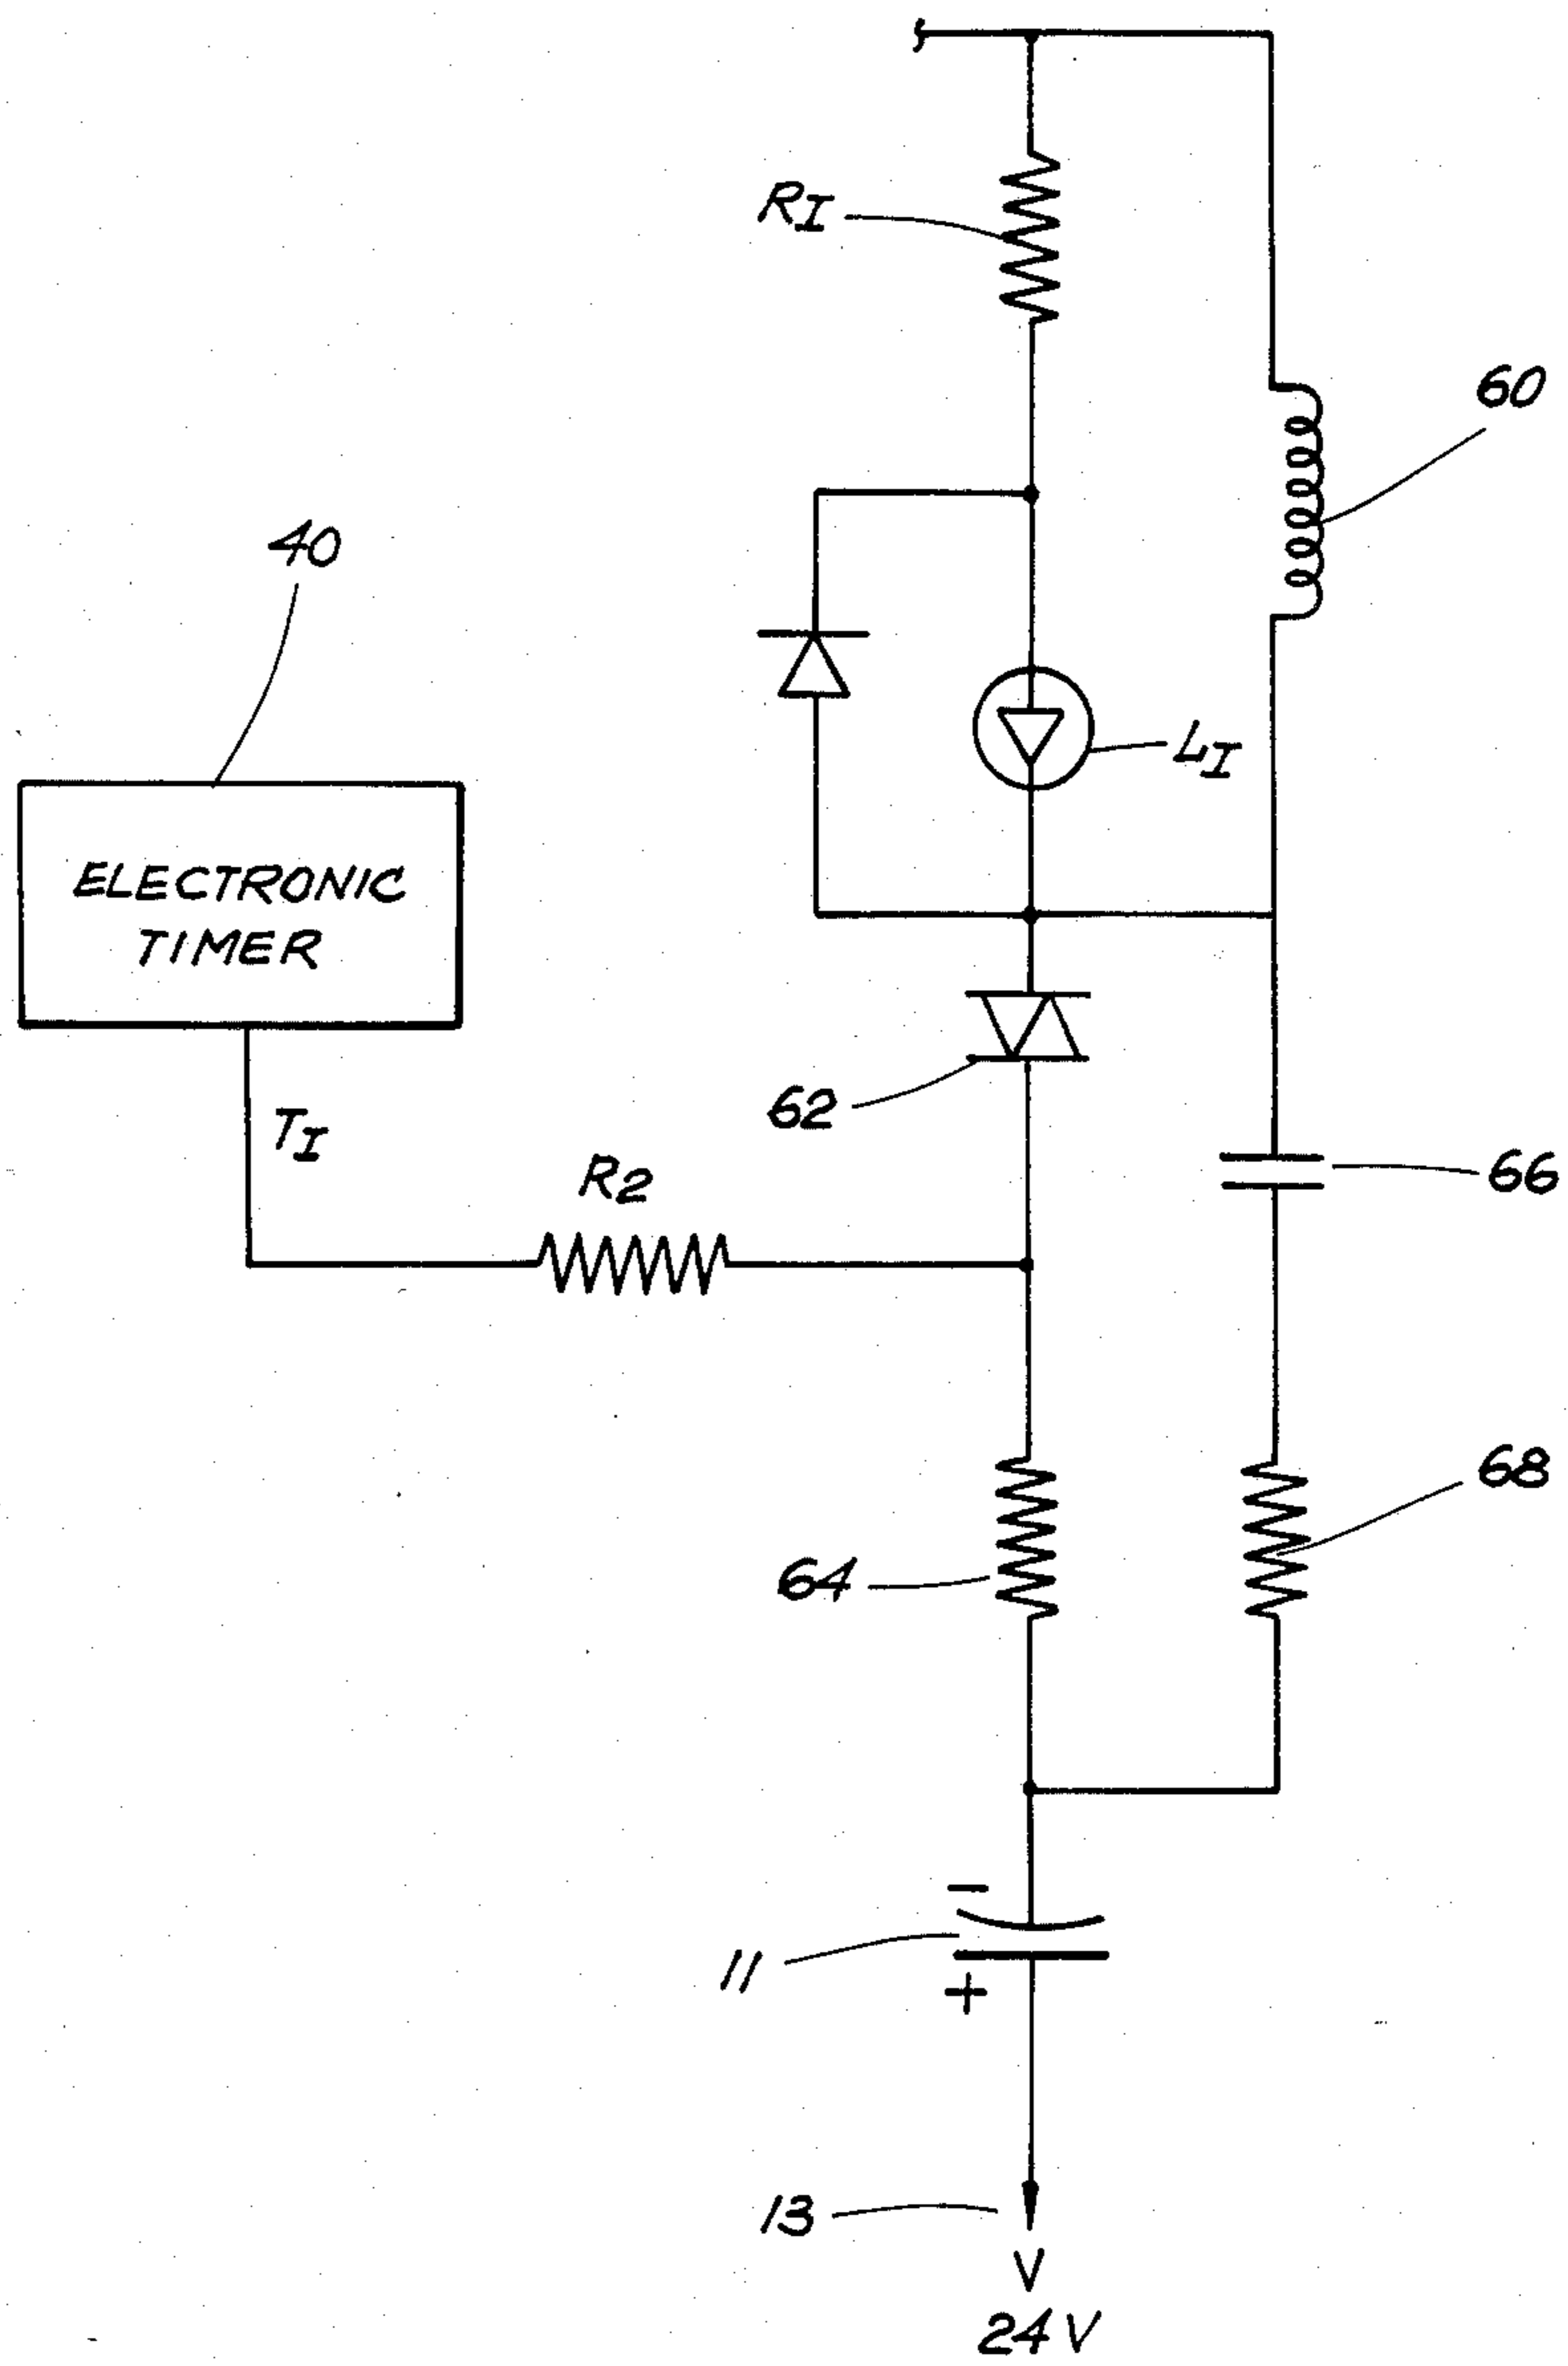 RI
60
40
LI
ELECTRONIC
TIMER
62
TI
R2
66
68
64
-
11
+
13
V
24V